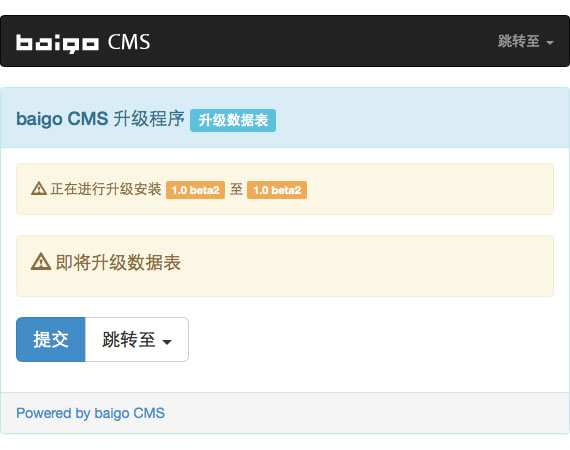 baigo CMS 跳转至
baigo CMS 升级程序 升级数据表
正在进行升级安装 1.0 beta2 至 1.0 beta2
即将升级数据表
提交 跳转至
Powered by baigo CMS